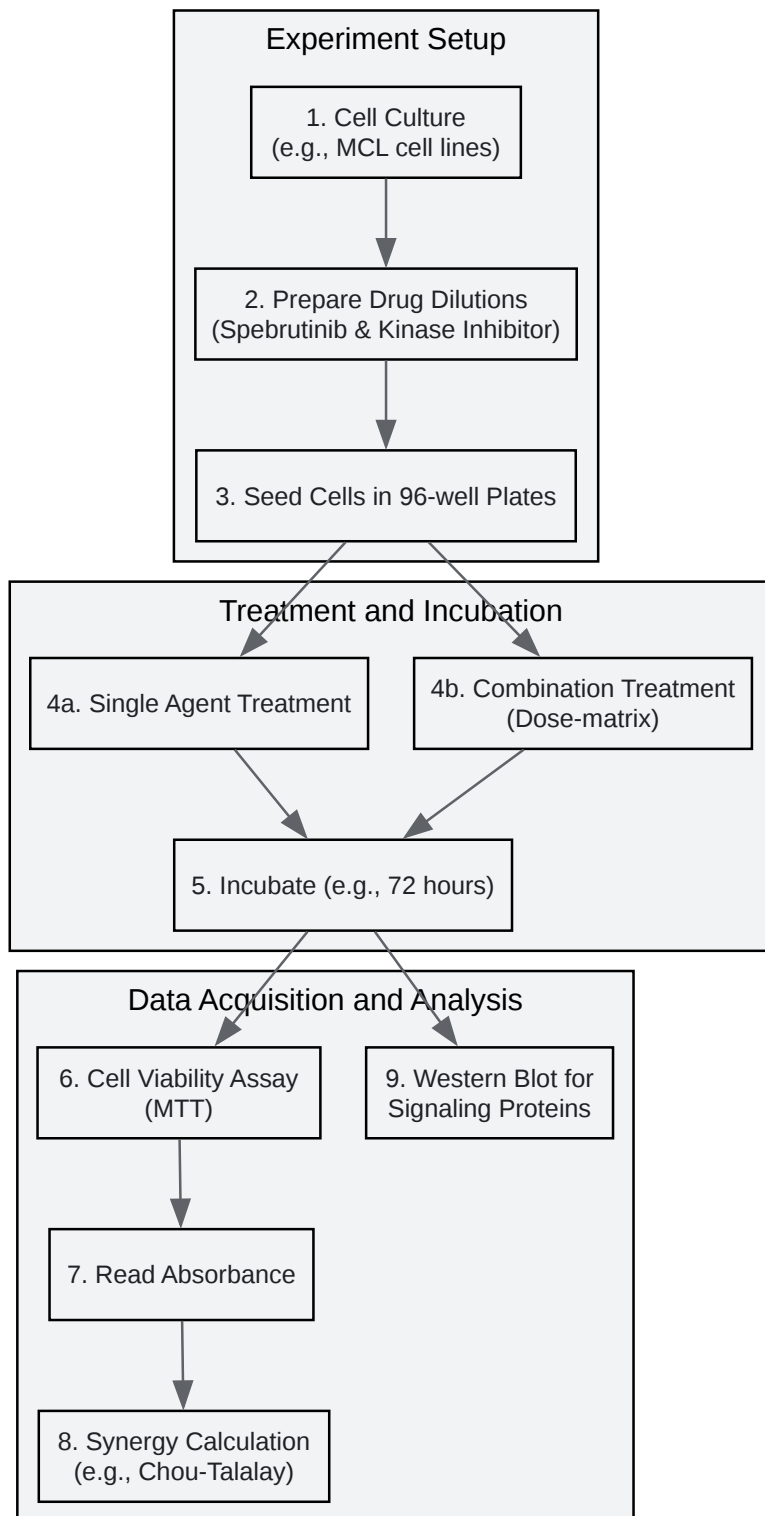 Experiment Setup
1. Cell Culture
(e.g., MCL cell lines)
2. Prepare Drug Dilutions
(Spebrutinib & Kinase Inhibitor)
3. Seed Cells in 96-well Plates
Treatment and Incubation
4a. Single Agent Treatment
4b. Combination Treatment
(Dose-matrix)
5. Incubate (e.g., 72 hours)
Data Acquisition and Analysis
6. Cell Viability Assay
(MTT)
9. Western Blot for
Signaling Proteins
7. Read Absorbance
8. Synergy Calculation
(e.g., Chou-Talalay)